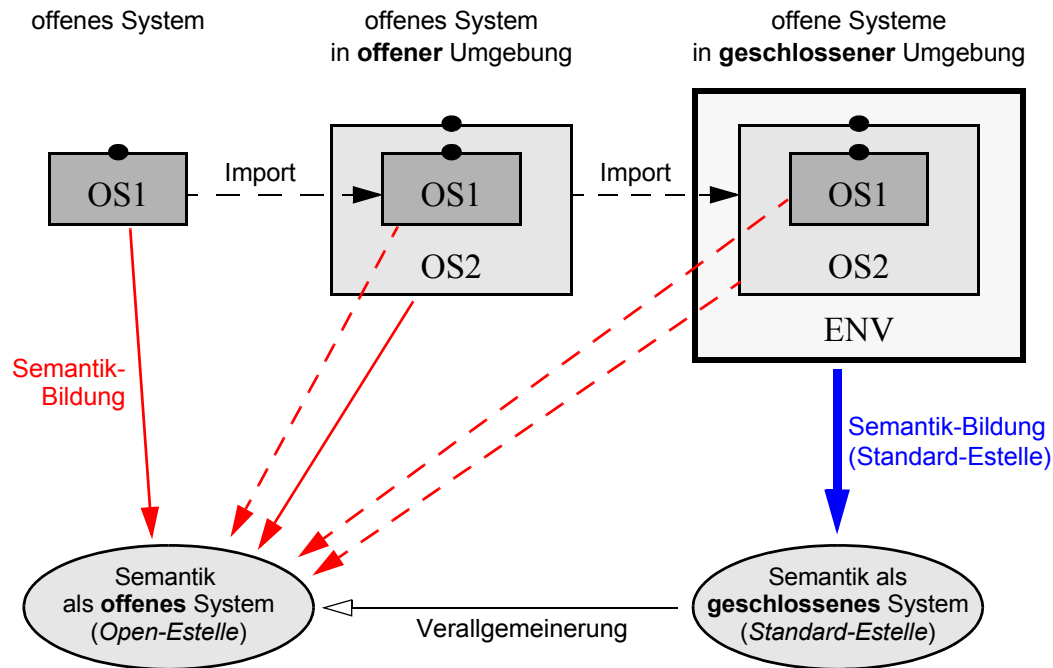 offenes System
offenes System
in offener Umgebung
offene Systeme
in geschlossener Umgebung
OS1
Import
OS1
OS2
Import
OS1
OS2
ENV
Semantik-
Bildung
Semantik-Bildung
(Standard-Estelle)
Semantik
als offenes System
(Open-Estelle)
Verallgemeinerung
Semantik als
geschlossenes System
(Standard-Estelle)